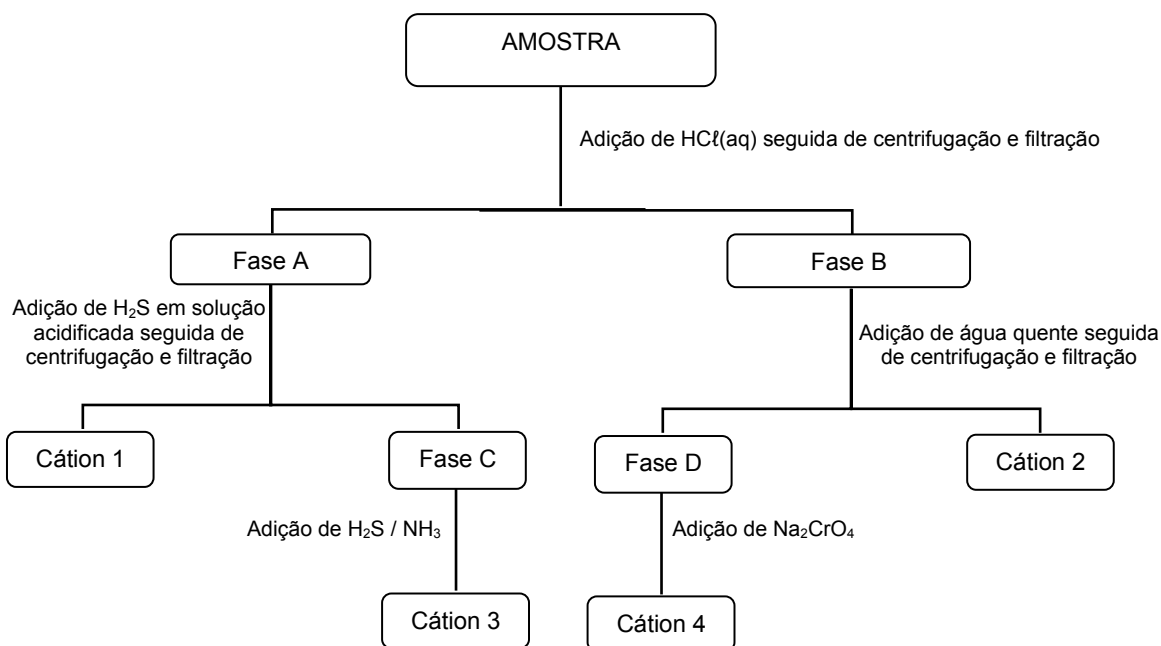 AMOSTRA
Adição de HCℓ(aq) seguida de centrifugação e filtração
Fase A
Fase B
Adição de H₂S em solução
acidificada seguida de
centrifugação e filtração
Adição de água quente seguida
de centrifugação e filtração
Cátion 1
Fase C
Fase D
Cátion 2
Adição de H₂S / NH₃
Adição de Na₂CrO₄
Cátion 3
Cátion 4